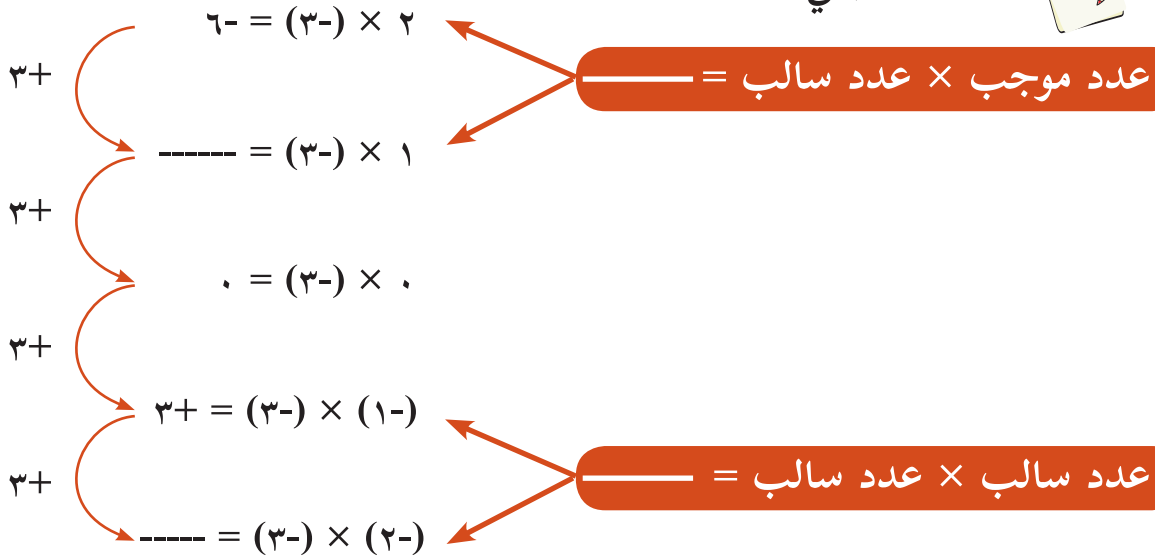 ٢ × (-٣) = -٦
+٣
عدد موجب × عدد سالب = ———
١ × (-٣) = ------
+٣
٠ × (-٣) = ٠
+٣
(-١) × (-٣) = +٣
+٣
عدد سالب × عدد سالب = ———
(-٢) × (-٣) = -----